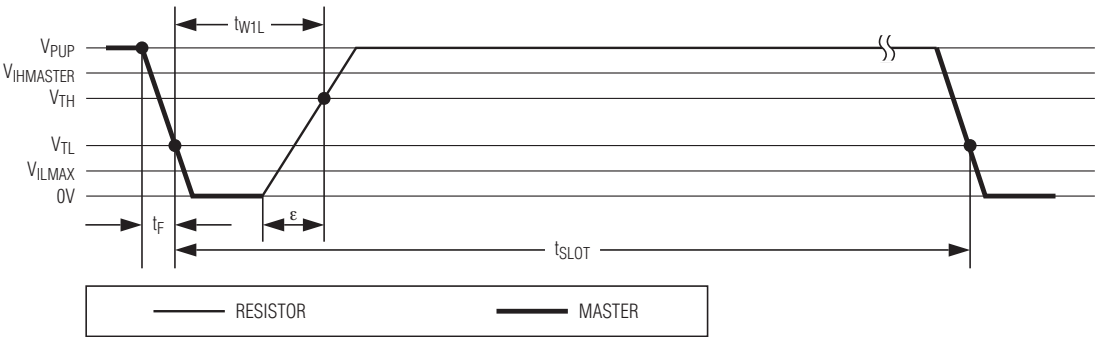 tW1L
VPUP
VIHMASTER
VTH
VTL
VILMAX
0V
tF
ε
tSLOT
RESISTOR MASTER